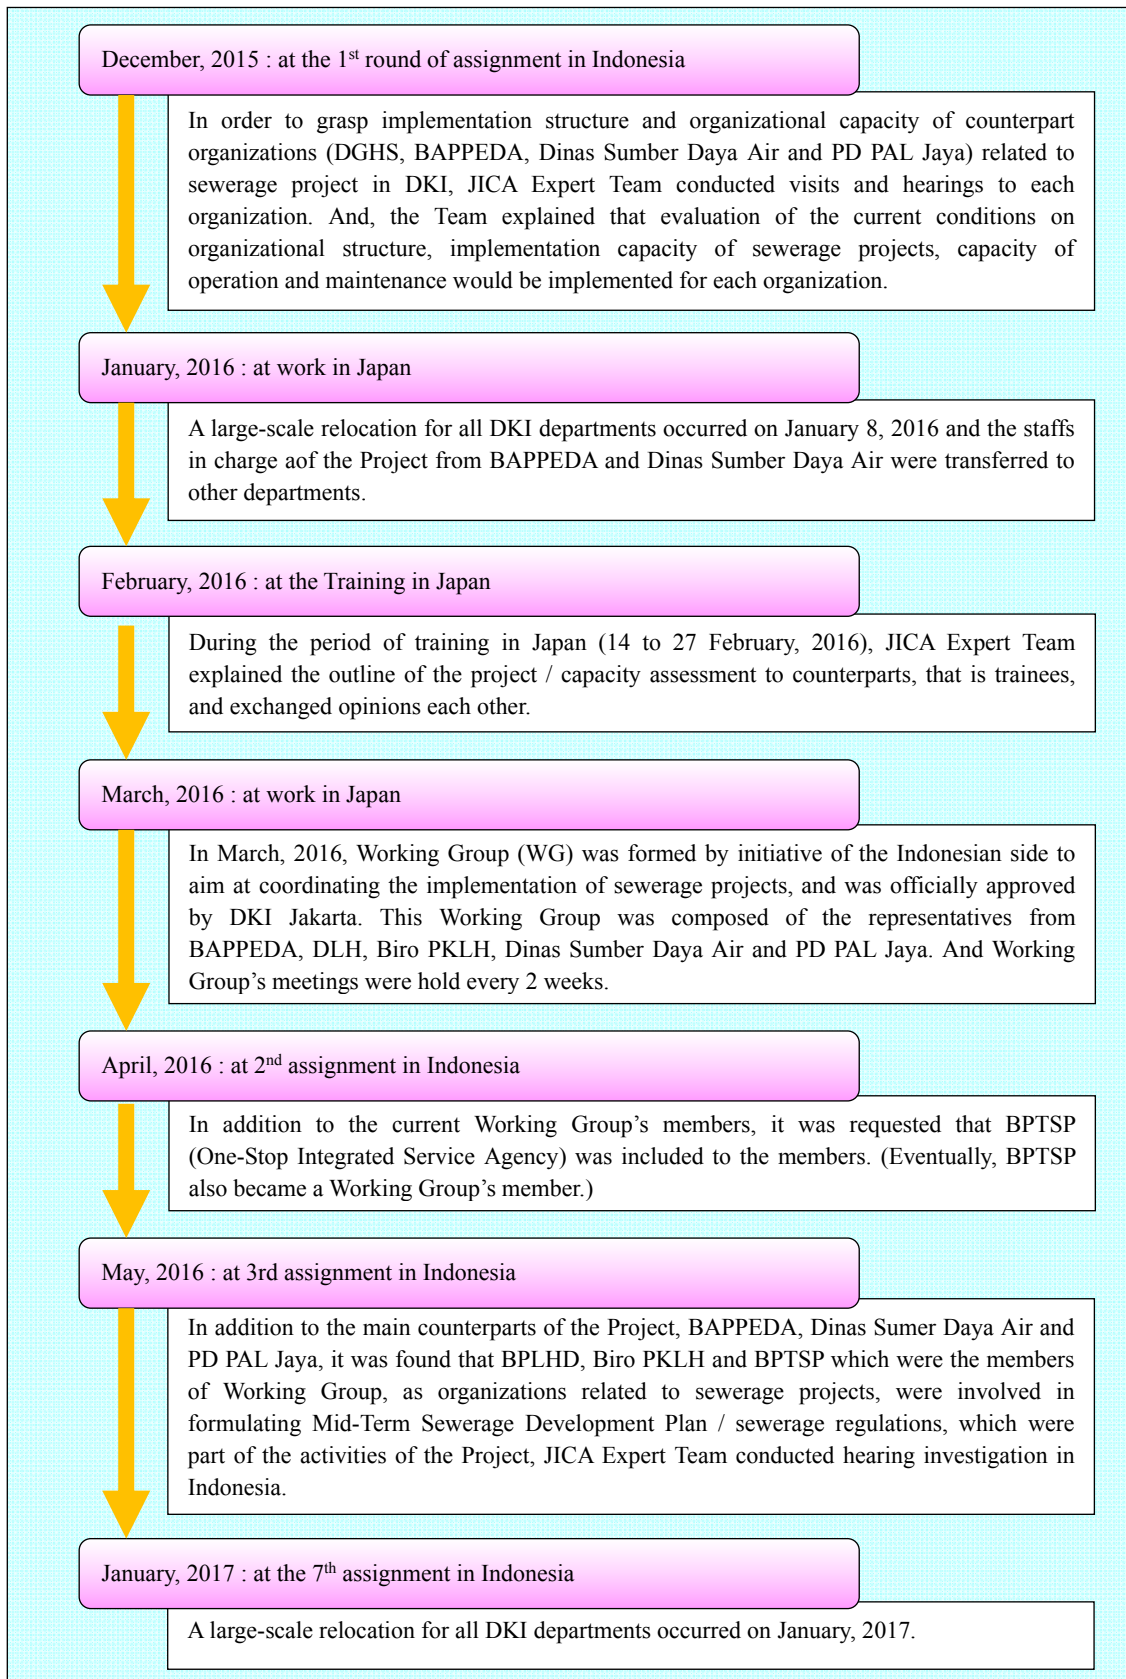 December, 2015 : at the 1st round of assignment in Indonesia
In order to grasp implementation structure and organizational capacity of counterpart
organizations (DGHS, BAPPEDA, Dinas Sumber Daya Air and PD PAL Jaya) related to
sewerage project in DKI, JICA Expert Team conducted visits and hearings to each
organization. And, the Team explained that evaluation of the current conditions on
organizational structure, implementation capacity of sewerage projects, capacity of
operation and maintenance would be implemented for each organization.
January, 2016 : at work in Japan
A large-scale relocation for all DKI departments occurred on January 8, 2016 and the staffs
in charge aof the Project from BAPPEDA and Dinas Sumber Daya Air were transferred to
other departments.
February, 2016 : at the Training in Japan
During the period of training in Japan (14 to 27 February, 2016), JICA Expert Team
explained the outline of the project / capacity assessment to counterparts, that is trainees,
and exchanged opinions each other.
March, 2016 : at work in Japan
In March, 2016, Working Group (WG) was formed by initiative of the Indonesian side to
aim at coordinating the implementation of sewerage projects, and was officially approved
by DKI Jakarta. This Working Group was composed of the representatives from
BAPPEDA, DLH, Biro PKLH, Dinas Sumber Daya Air and PD PAL Jaya. And Working
Group's meetings were hold every 2 weeks.
April, 2016 : at 2nd assignment in Indonesia
In addition to the current Working Group's members, it was requested that BPTSP
(One-Stop Integrated Service Agency) was included to the members. (Eventually, BPTSP
also became a Working Group's member.)
May, 2016 : at 3rd assignment in Indonesia
In addition to the main counterparts of the Project, BAPPEDA, Dinas Sumer Daya Air and
PD PAL Jaya, it was found that BPLHD, Biro PKLH and BPTSP which were the members
of Working Group, as organizations related to sewerage projects, were involved in
formulating Mid-Term Sewerage Development Plan / sewerage regulations, which were
part of the activities of the Project, JICA Expert Team conducted hearing investigation in
Indonesia.
January, 2017 : at the 7th assignment in Indonesia
A large-scale relocation for all DKI departments occurred on January, 2017.